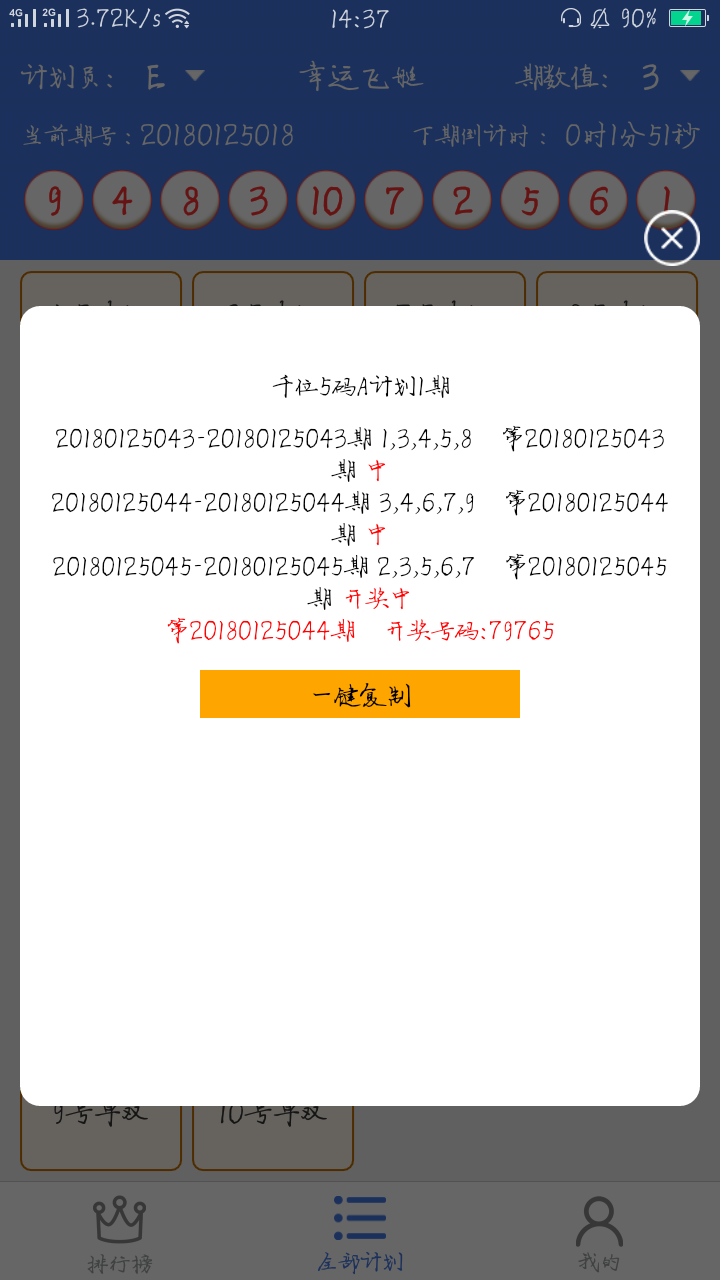 4G 2G 3.72K/s 14:37 90%
计划员： E 幸运飞艇 期数值： 3
当前期号：20180125018 下期倒计时： 0时1分51秒
9 4 8 3 10 7 2 5 6 1
千位5码A计划1期
20180125043-20180125043期 1,3,4,5,8 第20180125043
期 中
20180125044-20180125044期 3,4,6,7,9 第20180125044
期 中
20180125045-20180125045期 2,3,5,6,7 第20180125045
期 开奖中
第20180125044期 开奖号码:79765
一键复制
9号单双 10号单双
排行榜 全部计划 我的